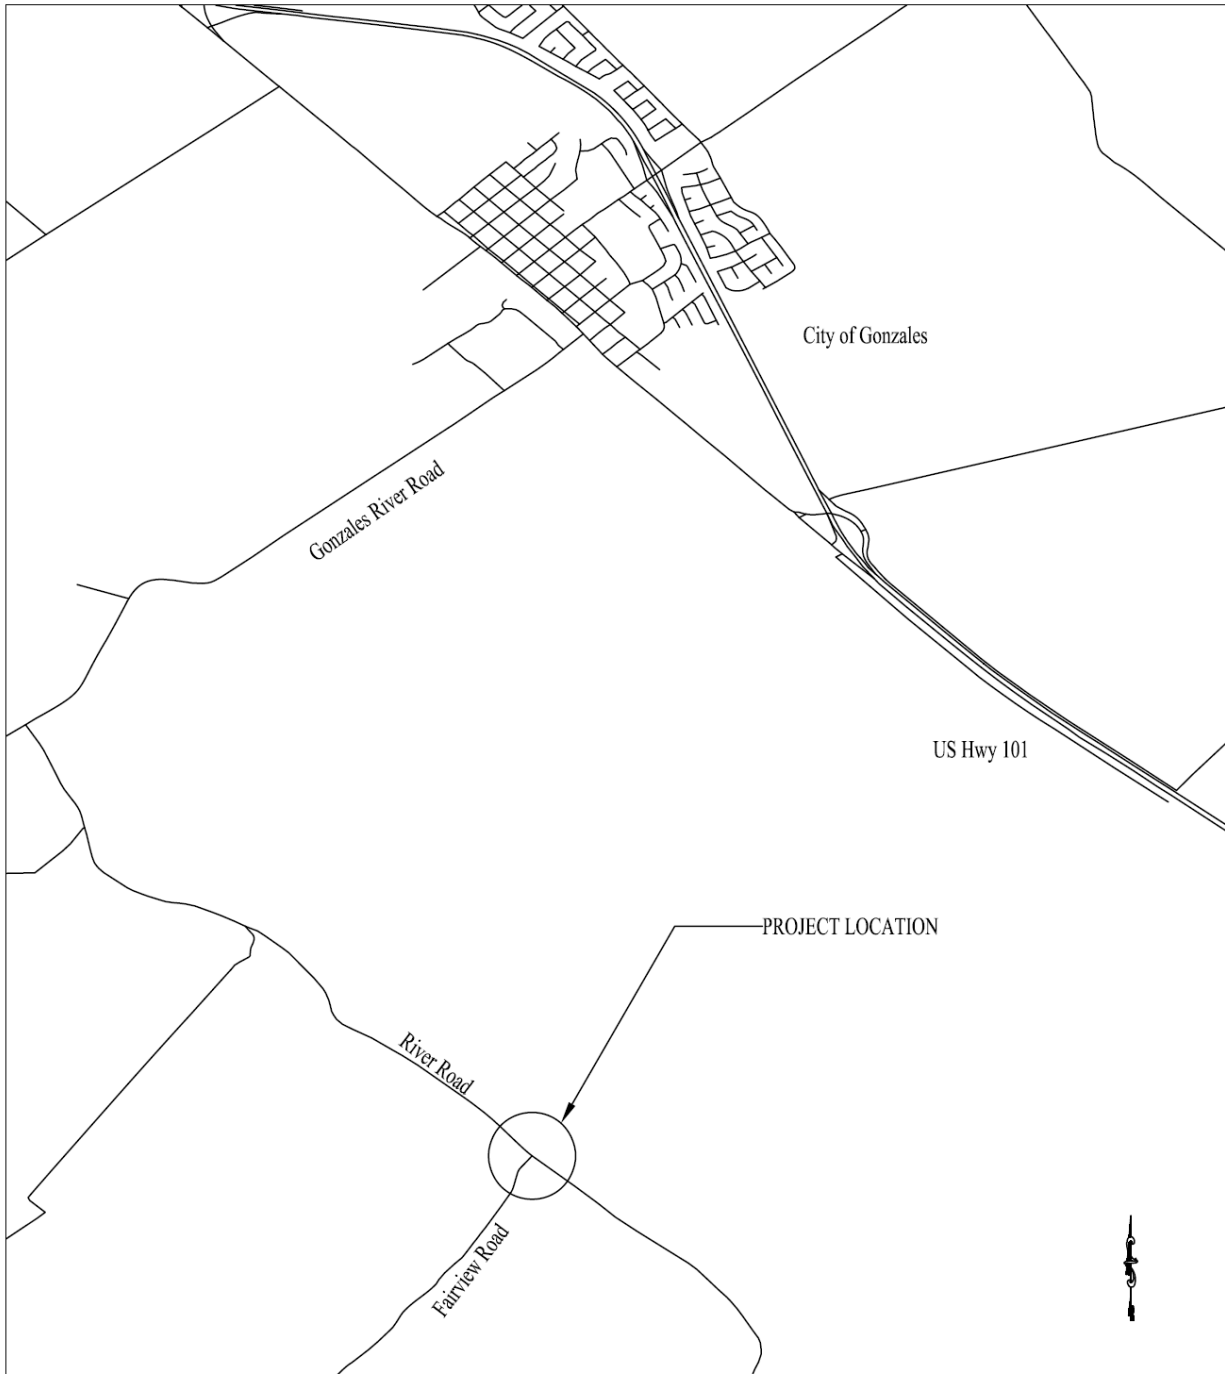 City of Gonzales
Gonzales River Road
US Hwy 101
PROJECT LOCATION
River Road
Fairview Road